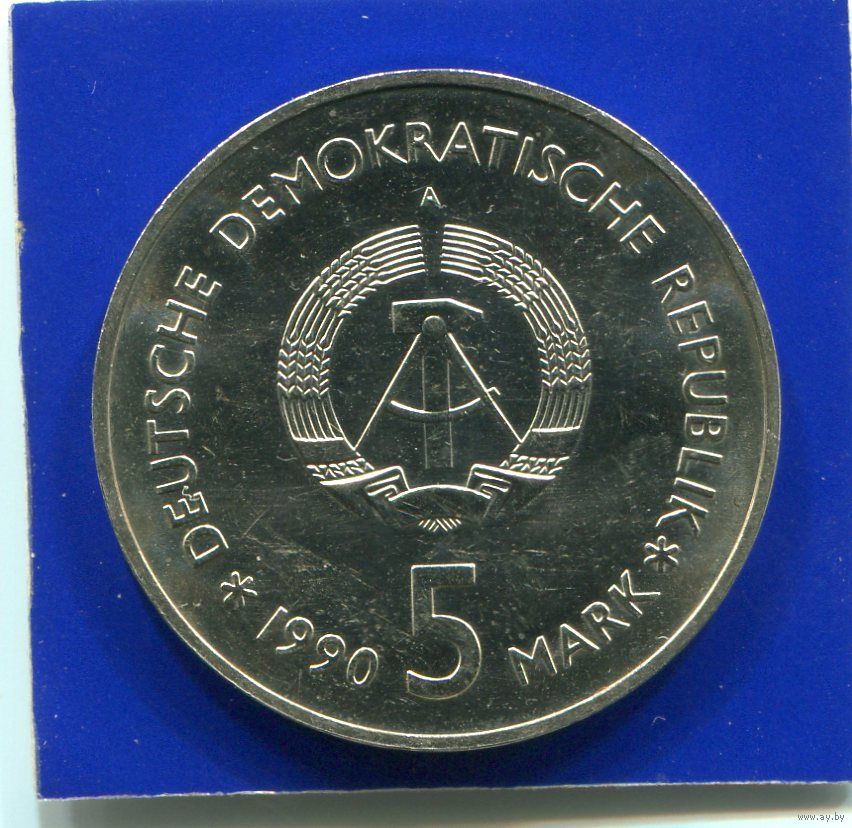 DEUTSCHE DEMOKRATISCHE REPUBLIK
A
* 1990 5 MARK *
www.ay.by